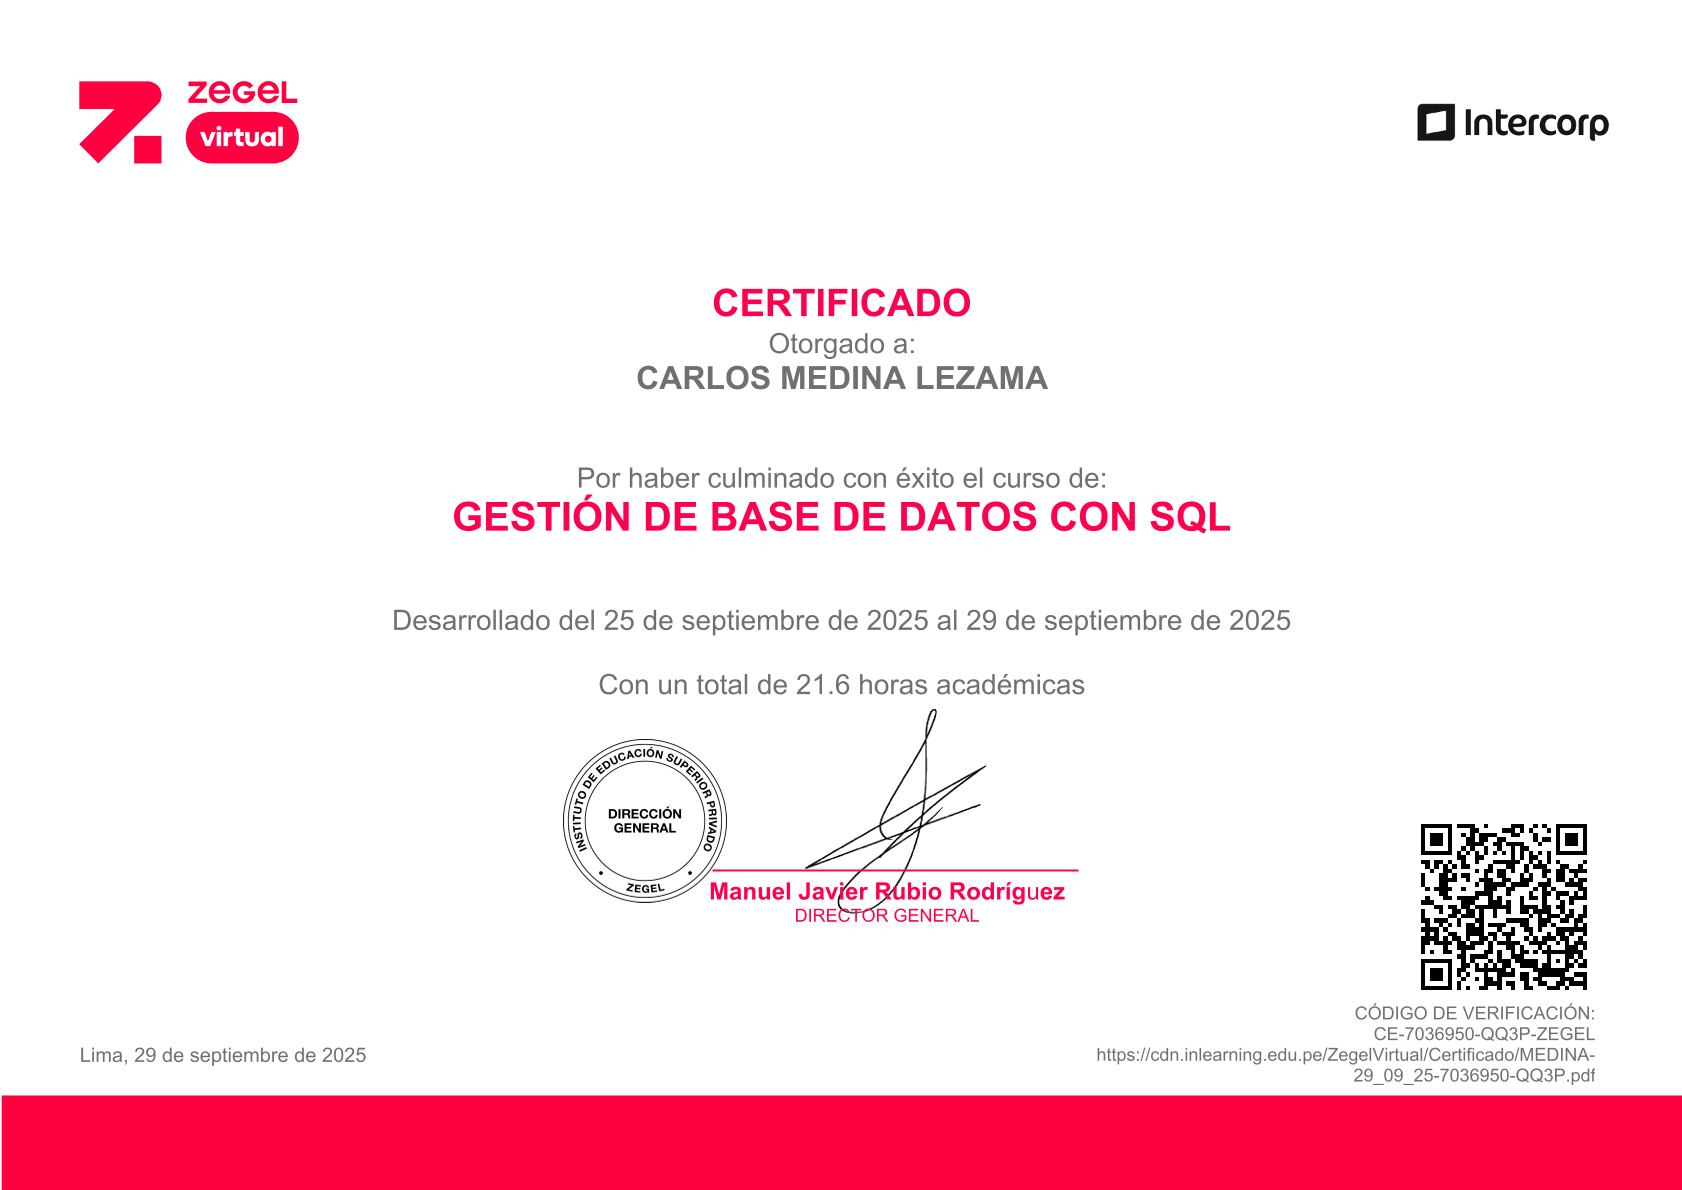 zegel
virtual
Intercorp
CERTIFICADO
Otorgado a:
CARLOS MEDINA LEZAMA
Por haber culminado con éxito el curso de:
GESTIÓN DE BASE DE DATOS CON SQL
Desarrollado del 25 de septiembre de 2025 al 29 de septiembre de 2025
Con un total de 21.6 horas académicas
INSTITUTO DE EDUCACIÓN SUPERIOR PRIVADO
DIRECCIÓN
GENERAL
ZEGEL
Manuel Javier Rubio Rodríguez
DIRECTOR GENERAL
CÓDIGO DE VERIFICACIÓN:
CE-7036950-QQ3P-ZEGEL
https://cdn.inlearning.edu.pe/ZegelVirtual/Certificado/MEDINA-
29_09_25-7036950-QQ3P.pdf
Lima, 29 de septiembre de 2025